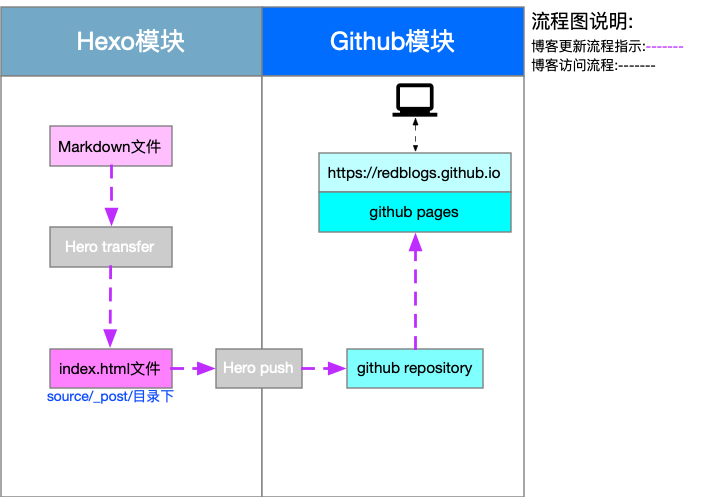 Hexo模块
Github模块
流程图说明:
博客更新流程指示:-------
博客访问流程:-------
Markdown文件
https://redblogs.github.io
github pages
Hero transfer
index.html文件
Hero push
github repository
source/_post/目录下